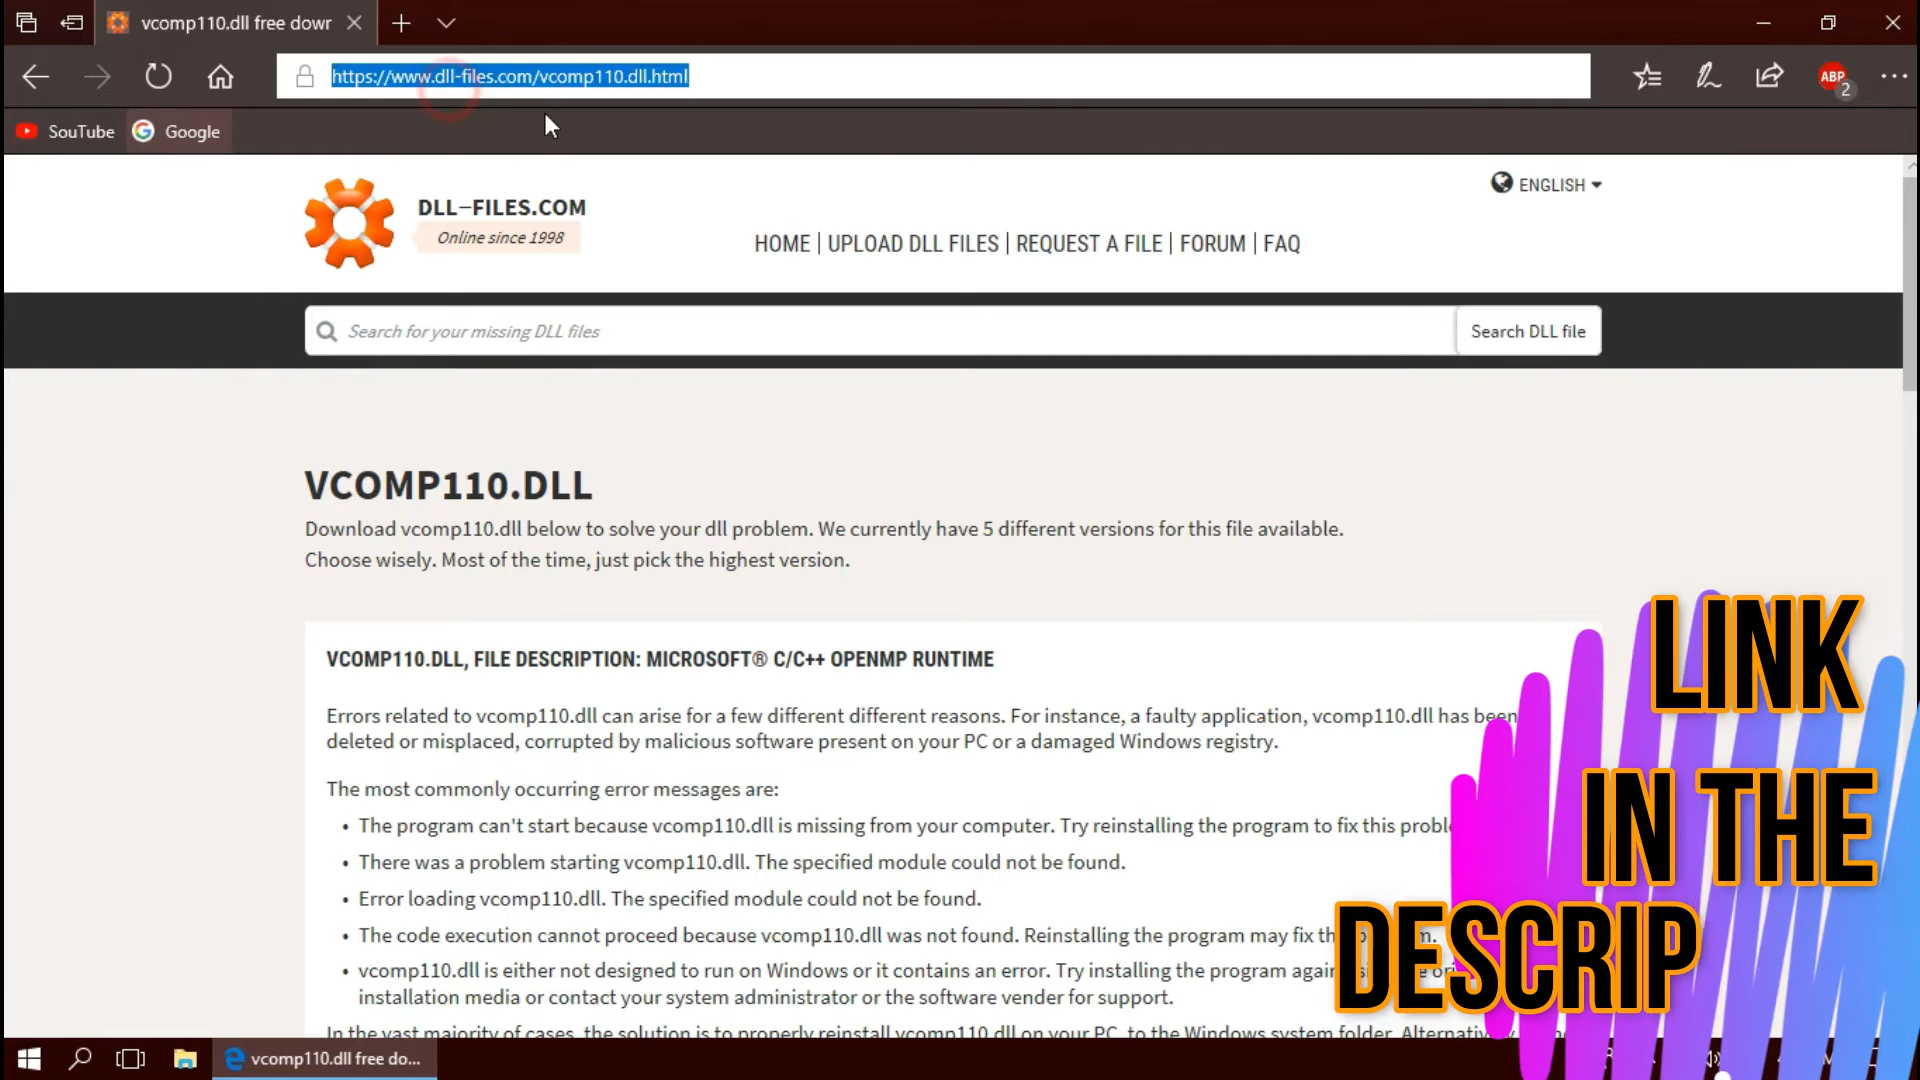 vcomp110.dll free dowr
https://www.dll-files.com/vcomp110.dll.html
ABP
2
SouTube
Google
DLL-FILES.COM
Online since 1998
ENGLISH
HOME | UPLOAD DLL FILES | REQUEST A FILE | FORUM | FAQ
Search for your missing DLL files
Search DLL file
VCOMP110.DLL
Download vcomp110.dll below to solve your dll problem. We currently have 5 different versions for this file available.
Choose wisely. Most of the time, just pick the highest version.
VCOMP110.DLL, FILE DESCRIPTION: MICROSOFT® C/C++ OPENMP RUNTIME
Errors related to vcomp110.dll can arise for a few different different reasons. For instance, a faulty application, vcomp110.dll has been
deleted or misplaced, corrupted by malicious software present on your PC or a damaged Windows registry.
The most commonly occurring error messages are:
• The program can't start because vcomp110.dll is missing from your computer. Try reinstalling the program to fix this proble
• There was a problem starting vcomp110.dll. The specified module could not be found.
• Error loading vcomp110.dll. The specified module could not be found.
• The code execution cannot proceed because vcomp110.dll was not found. Reinstalling the program may fix
• vcomp110.dll is either not designed to run on Windows or it contains an error. Try installing the program again
installation media or contact your system administrator or the software vender for support.
In the vast majority of cases, the solution is to properly reinstall vcomp110.dll on your PC, to the Windows system folder.
LINK
IN THE
DESCRIP
vcomp110.dll free do...